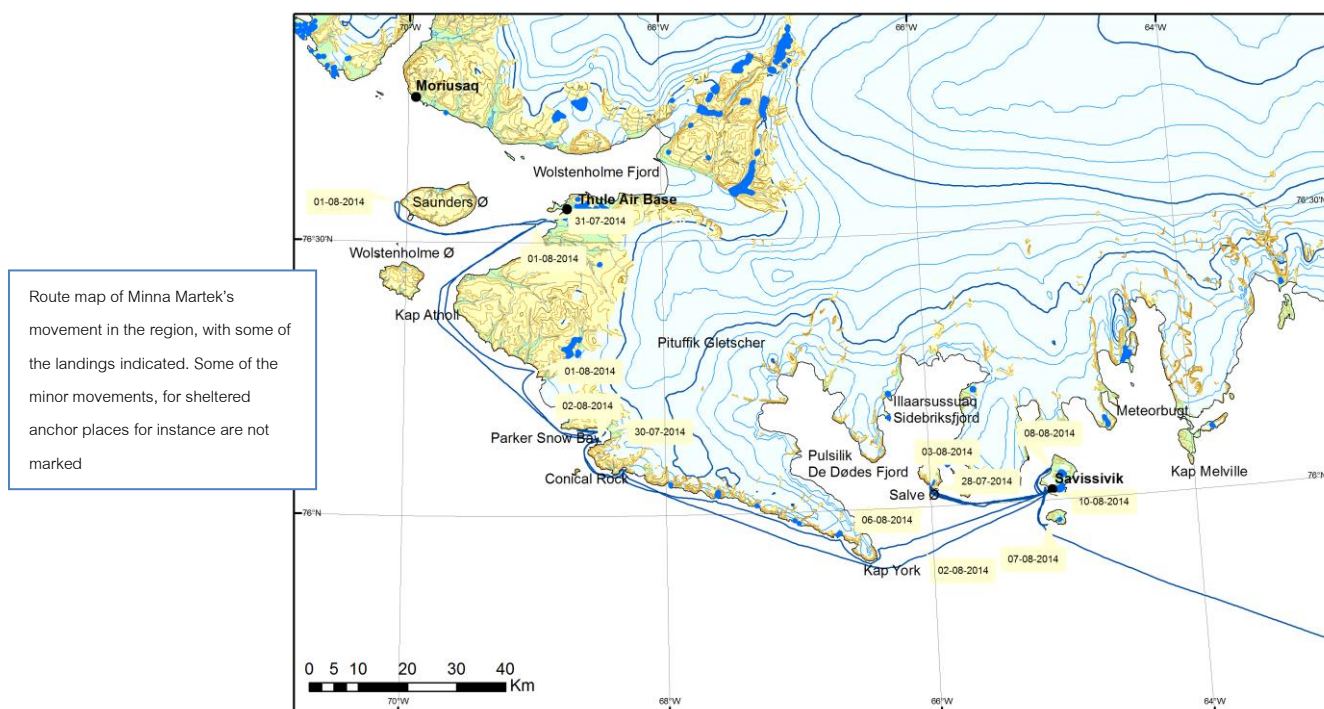 70°W
68°W
66°W
64°W
Moriusaq
Wolstenholme Fjord
01-08-2014
Saunders Ø
Thule Air Base
76°30'N
31-07-2014
76°30'N
Wolstenholme Ø
01-08-2014
Route map of Minna Martek's
movement in the region, with some of
the landings indicated. Some of the
minor movements, for sheltered
anchor places for instance are not
marked
Kap Atholl
Pituffik Gletscher
01-08-2014
02-08-2014
Illaarsussuaq
Sidebriksfjord
Meteorbugt
30-07-2014
08-08-2014
Parker Snow Ba
Pulsilik
De Dødes Fjord
03-08-2014
Kap Melville
76°N
Conical Rock
28-07-2014
Savissivik
Salve Ø
10-08-2014
76°N
06-08-2014
07-08-2014
Kap York
02-08-2014
0 5 10 20 30 40
Km
70°W
68°W
66°W
64°W